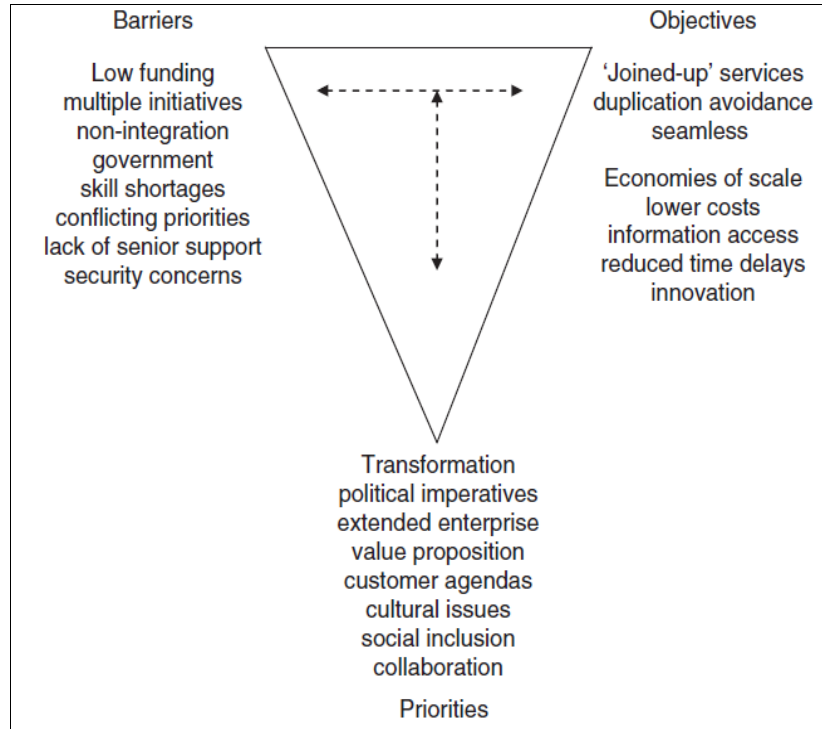 Barriers
Low funding
multiple initiatives
non-integration
government
skill shortages
conflicting priorities
lack of senior support
security concerns
Objectives
‘Joined-up’ services
duplication avoidance
seamless
Economies of scale
lower costs
information access
reduced time delays
innovation
Transformation
political imperatives
extended enterprise
value proposition
customer agendas
cultural issues
social inclusion
collaboration
Priorities